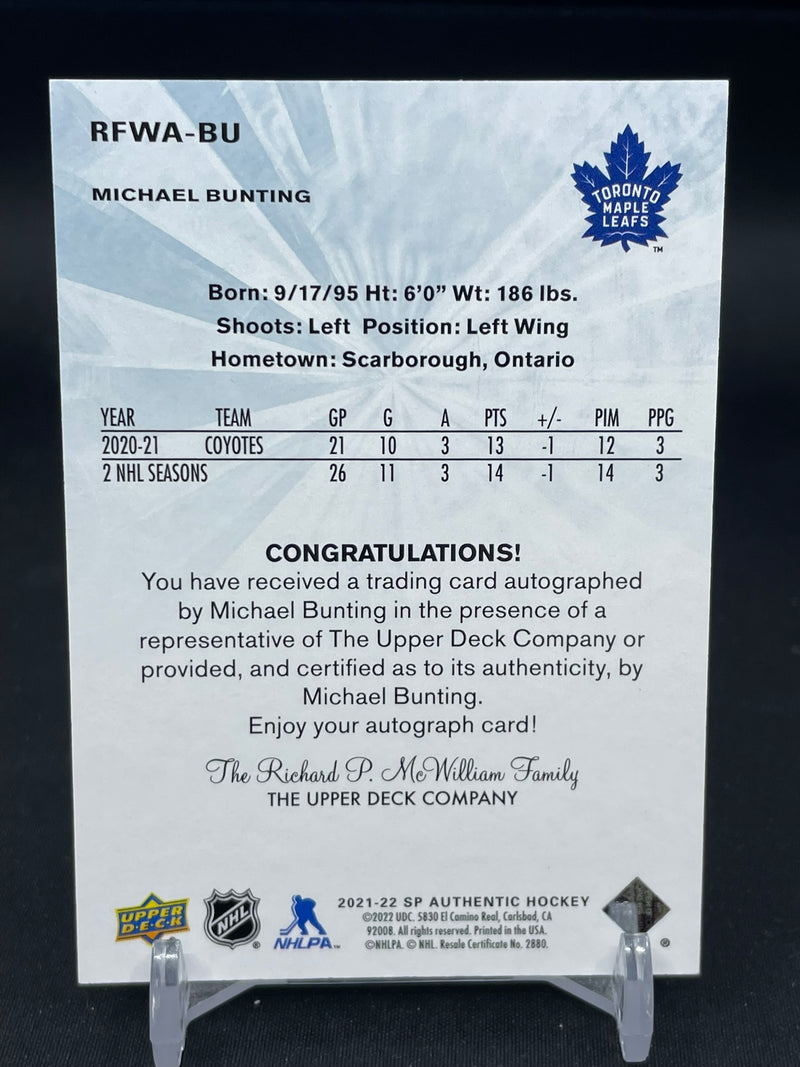 RFWA-BU
MICHAEL BUNTING
TORONTO
MAPLE
LEAFS
TM
Born: 9/17/95 Ht: 6'0" Wt: 186 lbs.
Shoots: Left Position: Left Wing
Hometown: Scarborough, Ontario
YEAR TEAM GP G A PTS +/- PIM PPG
2020-21 COYOTES 21 10 3 13 -1 12 3
2 NHL SEASONS 26 11 3 14 -1 14 3
CONGRATULATIONS!
You have received a trading card autographed
by Michael Bunting in the presence of a
representative of The Upper Deck Company or
provided, and certified as to its authenticity, by
Michael Bunting.
Enjoy your autograph card!
The Richard P. McWilliam Family
THE UPPER DECK COMPANY
UPPER
D·E·C·K
NHL
®
NHLPA
2021-22 SP AUTHENTIC HOCKEY
©2022 UDC. 5830 El Camino Real, Carlsbad, CA
92008. All rights reserved. Printed in the USA.
©NHLPA. © NHL. Resale Certificate No. 2880.
®